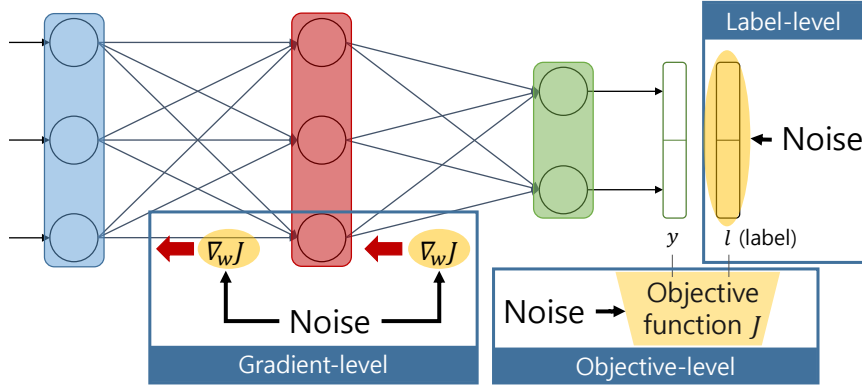 Label-level
Noise
y
l (label)
∇wJ
∇wJ
Noise
Gradient-level
Noise
Objective
function J
Objective-level